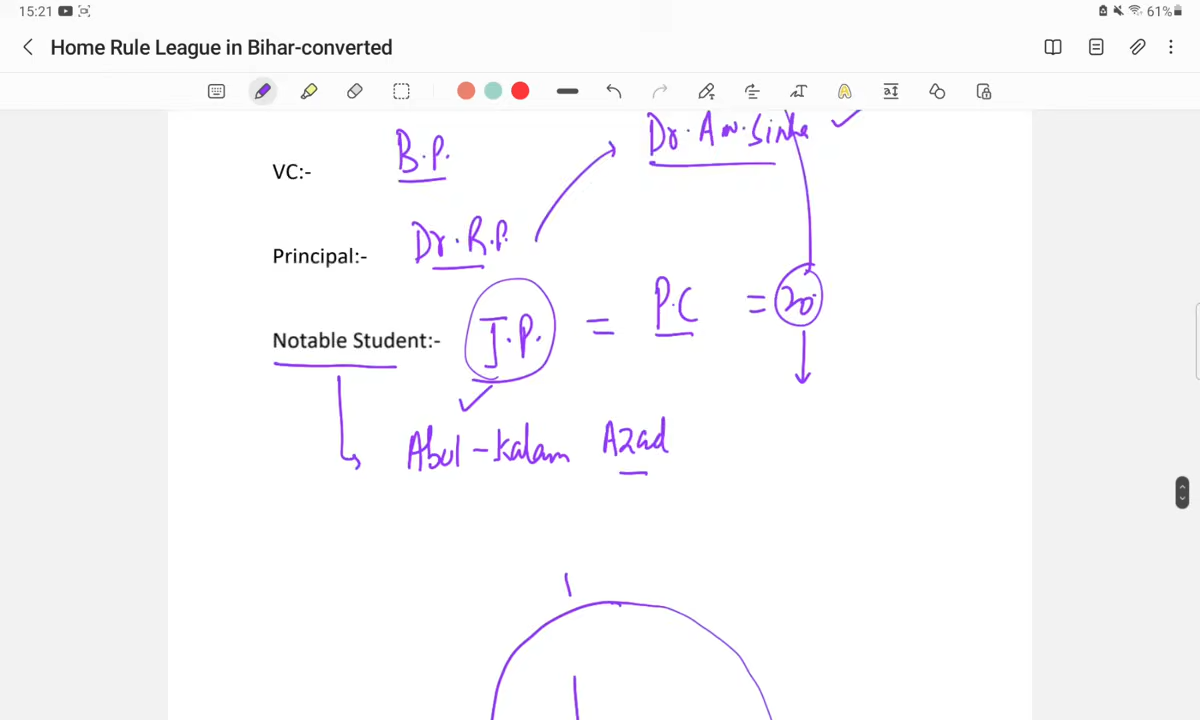 15:21 61%
Home Rule League in Bihar-converted
VC:- B.P. Dr. A.N. Sinha
Principal:- Dr. R.P.
Notable Student:- J.P. = P.C = 20
Abul-Kalam Azad